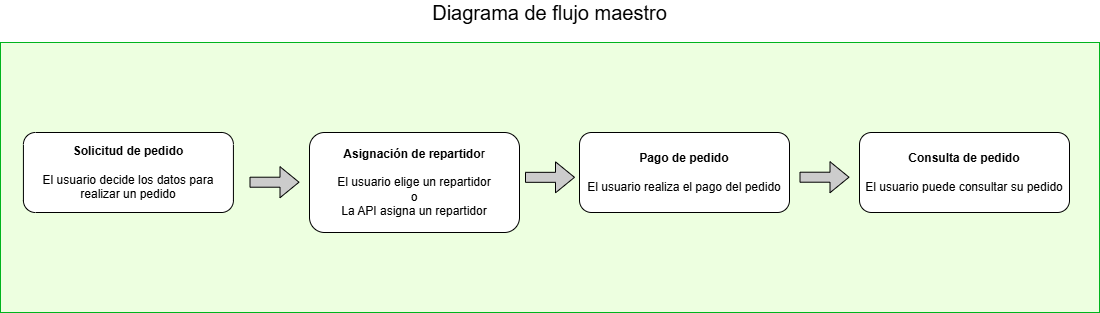 Diagrama de flujo maestro
Solicitud de pedido
El usuario decide los datos para
realizar un pedido
Asignación de repartidor
El usuario elige un repartidor
o
La API asigna un repartidor
Pago de pedido
El usuario realiza el pago del pedido
Consulta de pedido
El usuario puede consultar su pedido